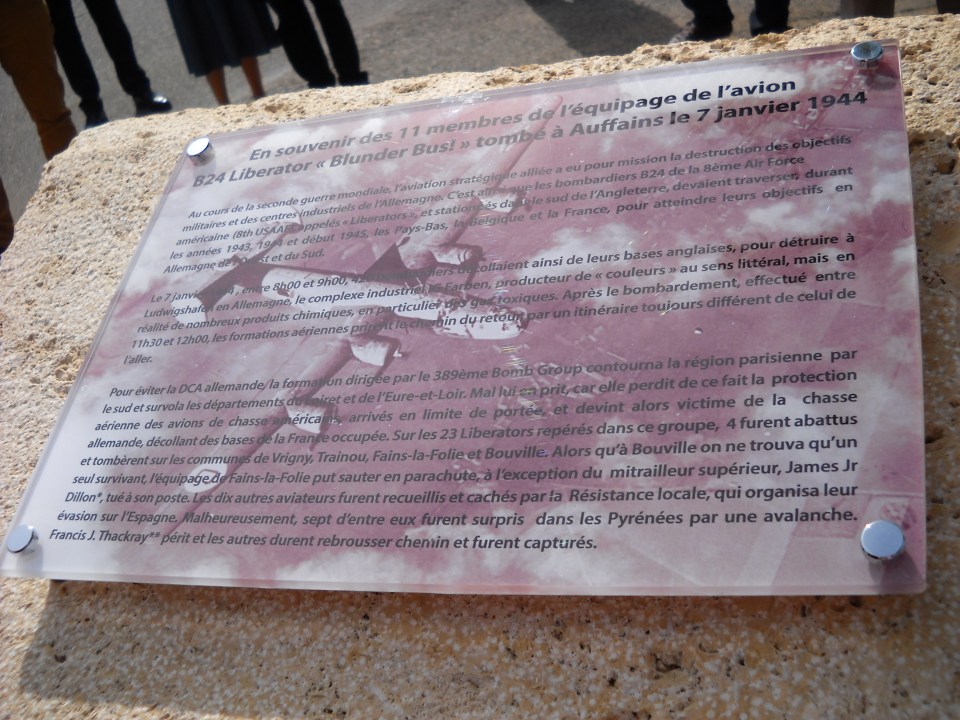 En souvenir des 11 membres de l'équipage de l'avion
B24 Liberator « Blunder Bus! » tombé à Auffains le 7 janvier 1944
Au cours de la seconde guerre mondiale, l'aviation stratégique alliée a eu pour mission la destruction des objectifs
militaires et des centres industriels de l'Allemagne. C'est ainsi que les bombardiers B24 de la 8ème Air Force
américaine (8th USAAF) appelés « Liberators », et stationnés dans le sud de l'Angleterre, devaient traverser, durant
les années 1943, 1944 et début 1945, les Pays-Bas, la Belgique et la France, pour atteindre leurs objectifs en
Allemagne de l'Ouest et du Sud.
Le 7 janvier entre 8h00 et 9h00, décollaient ainsi de leurs bases anglaises, pour détruire à
Ludwigshafen en Allemagne, le complexe industriel IG Farben, producteur de « couleurs » au sens littéral, mais en
réalité de nombreux produits chimiques, en particulier des gaz toxiques. Après le bombardement, effectué entre
11h30 et 12h00, les formations aériennes prirent le chemin du retour par un itinéraire toujours différent de celui de
l'aller.
Pour éviter la DCA allemande, la formation dirigée par le 389ème Bomb Group contourna la région parisienne par
le sud et survola les départements du Loiret et de l'Eure-et-Loir. Mal lui en prit, car elle perdit de ce fait la protection
aérienne des avions de chasse américains, arrivés en limite de portée, et devint alors victime de la chasse
allemande, décollant des bases de la France occupée. Sur les 23 Liberators repérés dans ce groupe, 4 furent abattus
et tombèrent sur les communes de Vrigny, Trainou, Fains-la-Folie et Bouville. Alors qu'à Bouville on ne trouva qu'un
seul survivant, l'équipage de Fains-la-Folie put sauter en parachute, à l'exception du mitrailleur supérieur, James Jr
Dillon*, tué à son poste. Les dix autres aviateurs furent recueillis et cachés par la Résistance locale, qui organisa leur
évasion sur l'Espagne. Malheureusement, sept d'entre eux furent surpris dans les Pyrénées par une avalanche.
Francis J. Thackray** périt et les autres durent rebrousser chemin et furent capturés.